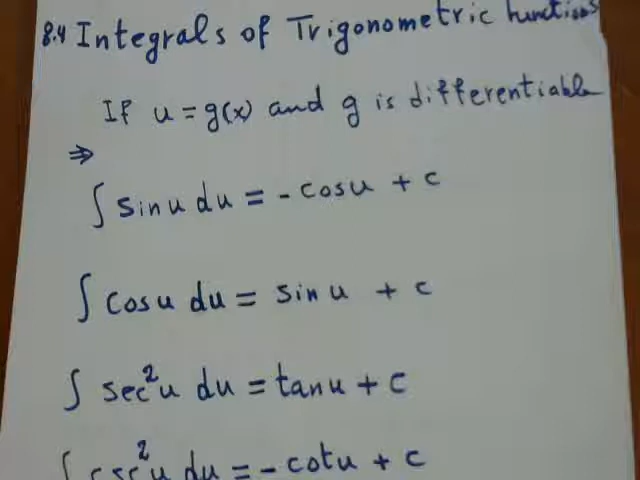 8.4 Integrals of Trigonometric functions
If u = g(x) and g is differentiable
⇒
∫ sin u du = - cos u + c
∫ cos u du = sin u + c
∫ sec²u du = tan u + c
∫ csc²u du = - cot u + c